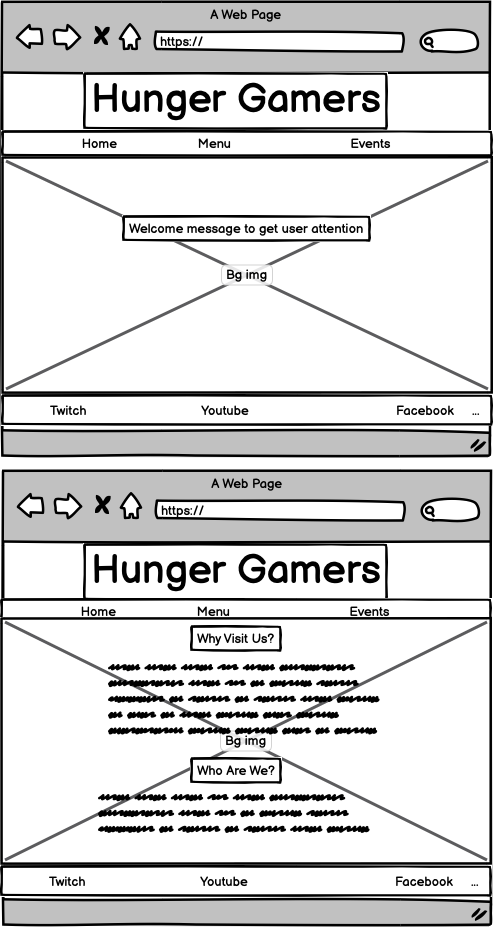 A Web Page
https://
Hunger Gamers
Home Menu Events
Welcome message to get user attention
Bg img
Twitch Youtube Facebook ...
A Web Page
https://
Hunger Gamers
Home Menu Events
Why Visit Us?
Bg img
Who Are We?
Twitch Youtube Facebook ...